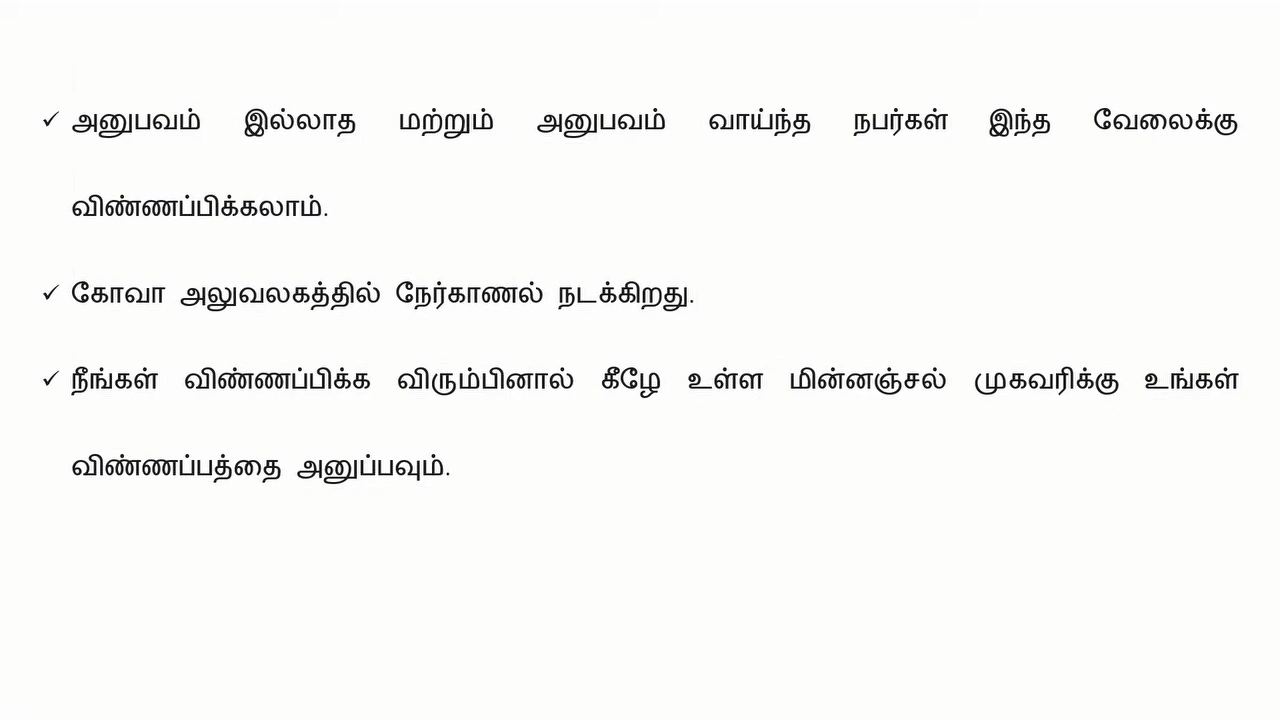 ✓ அனுபவம் இல்லாத மற்றும் அனுபவம் வாய்ந்த நபர்கள் இந்த வேலைக்கு
விண்ணப்பிக்கலாம்.
✓ கோவா அலுவலகத்தில் நேர்காணல் நடக்கிறது.
✓ நீங்கள் விண்ணப்பிக்க விரும்பினால் கீழே உள்ள மின்னஞ்சல் முகவரிக்கு உங்கள்
விண்ணப்பத்தை அனுப்பவும்.